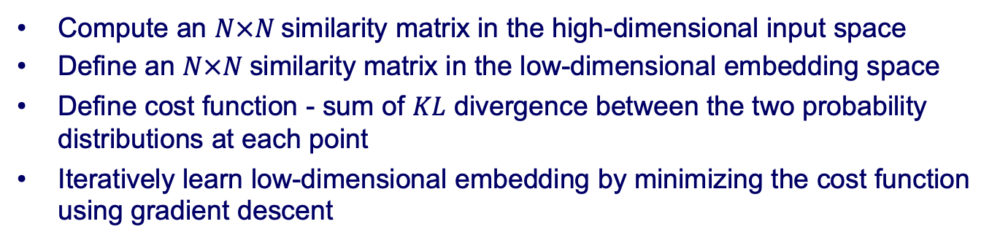 • Compute an 𝑁×𝑁 similarity matrix in the high-dimensional input space
• Define an 𝑁×𝑁 similarity matrix in the low-dimensional embedding space
• Define cost function - sum of 𝐾𝐿 divergence between the two probability
distributions at each point
• Iteratively learn low-dimensional embedding by minimizing the cost function
using gradient descent